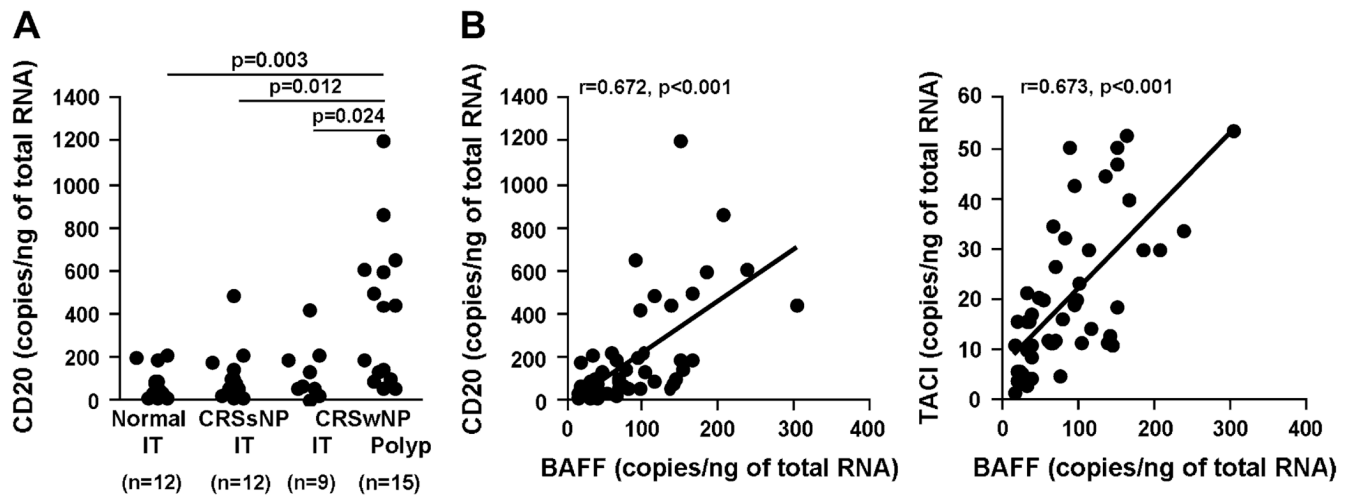 A
p=0.003
p=0.012
p=0.024
CD20 (copies/ng of total RNA)
1400
1200
1000
800
600
400
200
0
Normal CRSsNP CRSwNP
IT IT IT Polyp
(n=12) (n=12) (n=9) (n=15)
B
r=0.672, p<0.001
CD20 (copies/ng of total RNA)
1400
1200
1000
800
600
400
200
0
0 100 200 300 400
BAFF (copies/ng of total RNA)
r=0.673, p<0.001
TACI (copies/ng of total RNA)
60
50
40
30
20
10
0
0 100 200 300 400
BAFF (copies/ng of total RNA)